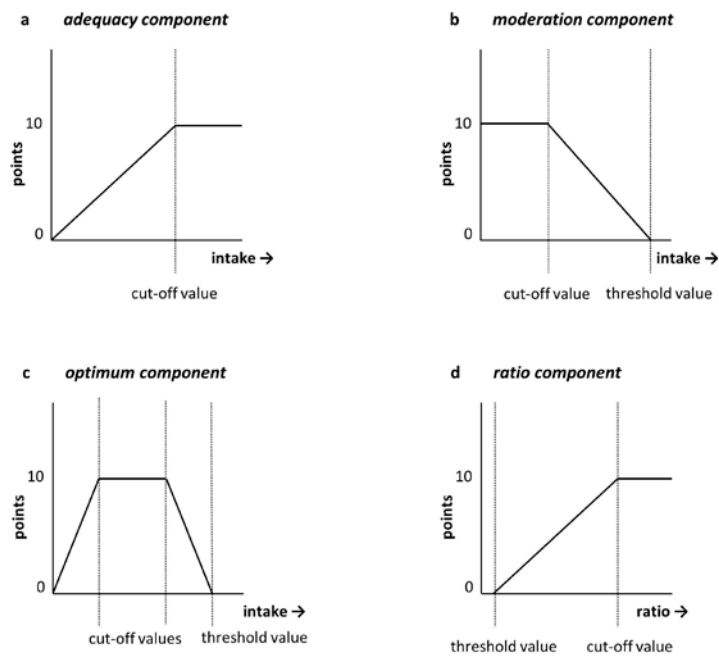 a adequacy component
10
points
0
intake →
cut-off value
b moderation component
10
points
0
intake →
cut-off value threshold value
c optimum component
10
points
0
intake →
cut-off values threshold value
d ratio component
10
points
0
ratio →
threshold value cut-off value